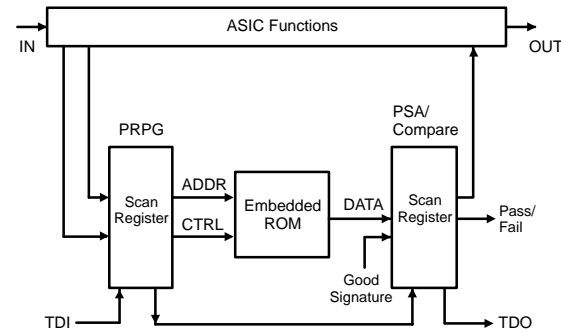 ASIC Functions
IN
OUT
PRPG
PSA/
Compare
Scan
Register
ADDR
CTRL
Embedded
ROM
DATA
Scan
Register
Pass/
Fail
Good
Signature
TDI
TDO